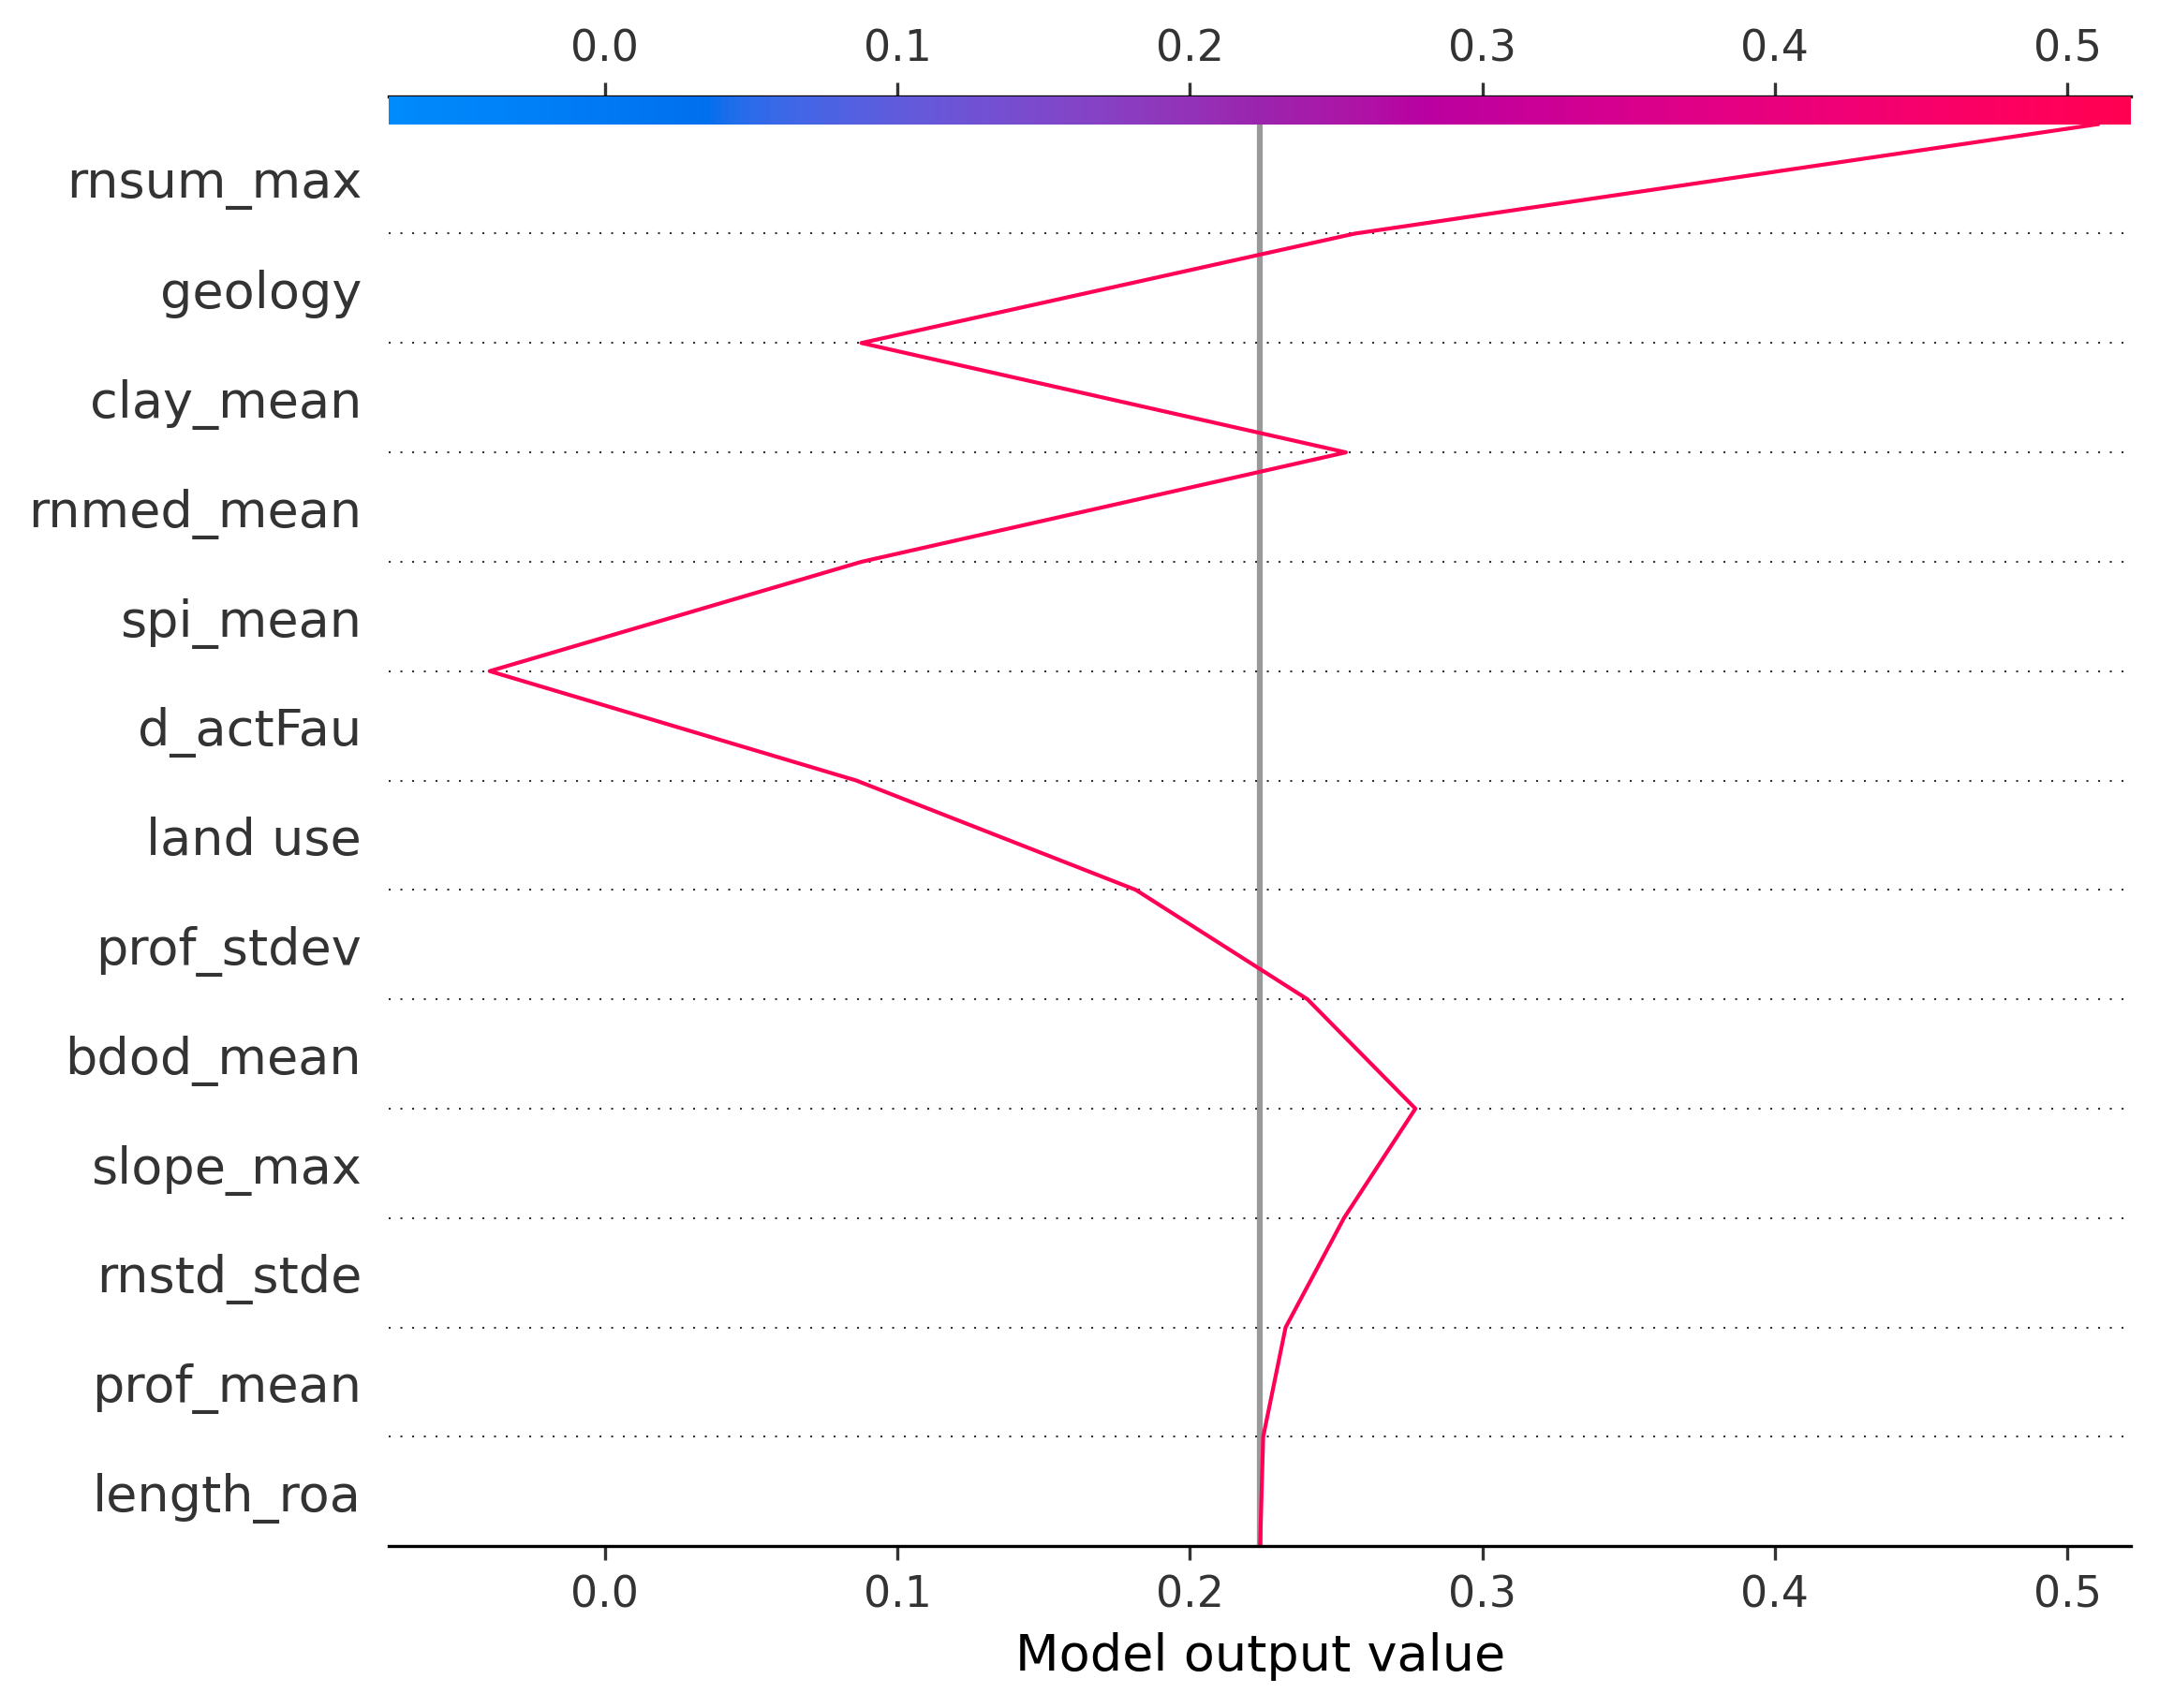 0.0 0.1 0.2 0.3 0.4 0.5
rnsum_max
geology
clay_mean
rnmed_mean
spi_mean
d_actFau
land use
prof_stdev
bdod_mean
slope_max
rnstd_stde
prof_mean
length_roa
0.0 0.1 0.2 0.3 0.4 0.5
Model output value